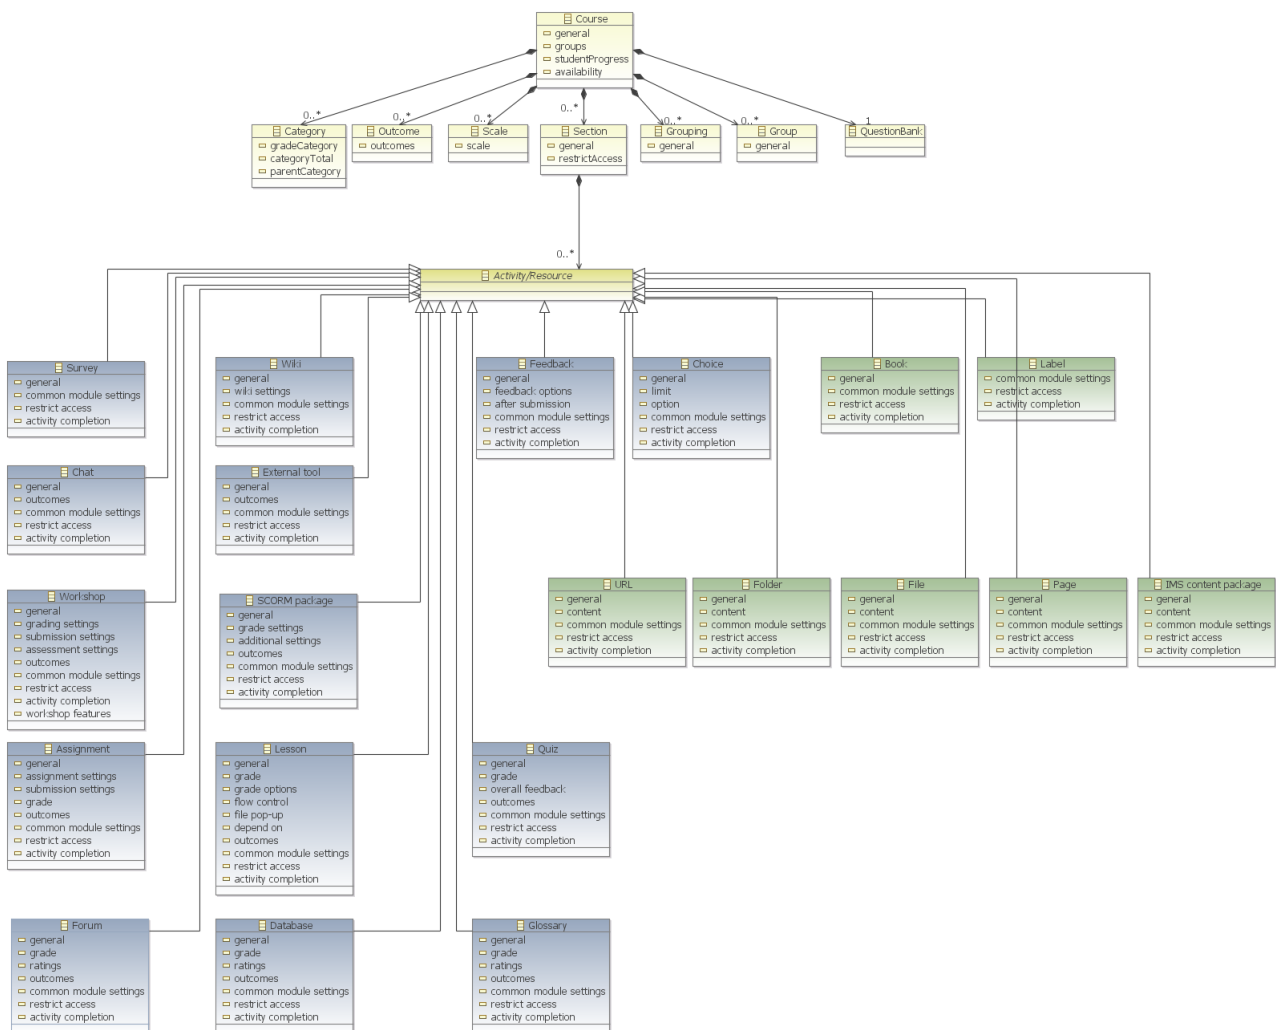 Course
general
groups
studentProgress
availability
0..*
0..*
0..*
0..*
0..*
0..*
1
Category
gradeCategory
categoryTotal
parentCategory
Outcome
outcomes
Scale
scale
Section
general
restrictAccess
Grouping
general
Group
general
QuestionBank
0..*
Activity/Resource
Survey
general
common module settings
restrict access
activity completion
Wiki
general
wiki settings
common module settings
restrict access
activity completion
Feedback
general
feedback options
after submission
common module settings
restrict access
activity completion
Choice
general
limit
option
common module settings
restrict access
activity completion
Book
general
common module settings
restrict access
activity completion
Label
common module settings
restrict access
activity completion
Chat
general
outcomes
common module settings
restrict access
activity completion
External tool
general
outcomes
common module settings
restrict access
activity completion
Workshop
general
grading settings
submission settings
assessment settings
outcomes
common module settings
restrict access
activity completion
workshop features
SCORM package
general
grade settings
additional settings
outcomes
common module settings
restrict access
activity completion
URL
general
content
common module settings
restrict access
activity completion
Folder
general
content
common module settings
restrict access
activity completion
File
general
content
common module settings
restrict access
activity completion
Page
general
content
common module settings
restrict access
activity completion
IMS content package
general
content
common module settings
restrict access
activity completion
Assignment
general
assignment settings
submission settings
grade
outcomes
common module settings
restrict access
activity completion
Lesson
general
grade
grade options
flow control
file pop-up
depend on
outcomes
common module settings
restrict access
activity completion
Quiz
general
grade
overall feedback
outcomes
common module settings
restrict access
activity completion
Forum
general
grade
ratings
outcomes
common module settings
restrict access
activity completion
Database
general
grade
ratings
outcomes
common module settings
restrict access
activity completion
Glossary
general
grade
ratings
outcomes
common module settings
restrict access
activity completion